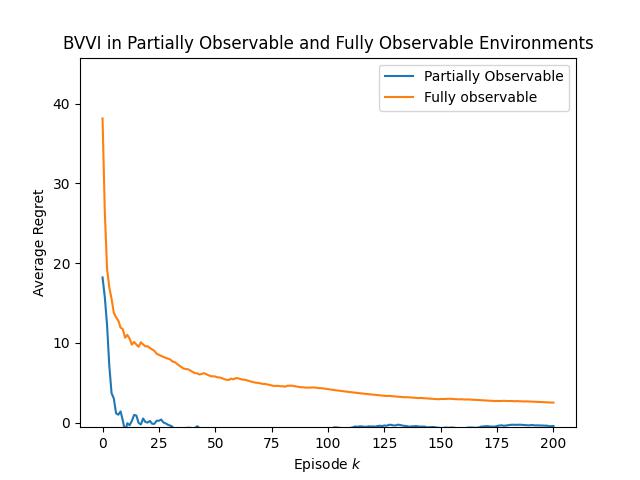 BVVI in Partially Observable and Fully Observable Environments
Partially Observable
Fully observable
Average Regret
40
30
20
10
0
0 25 50 75 100 125 150 175 200
Episode k